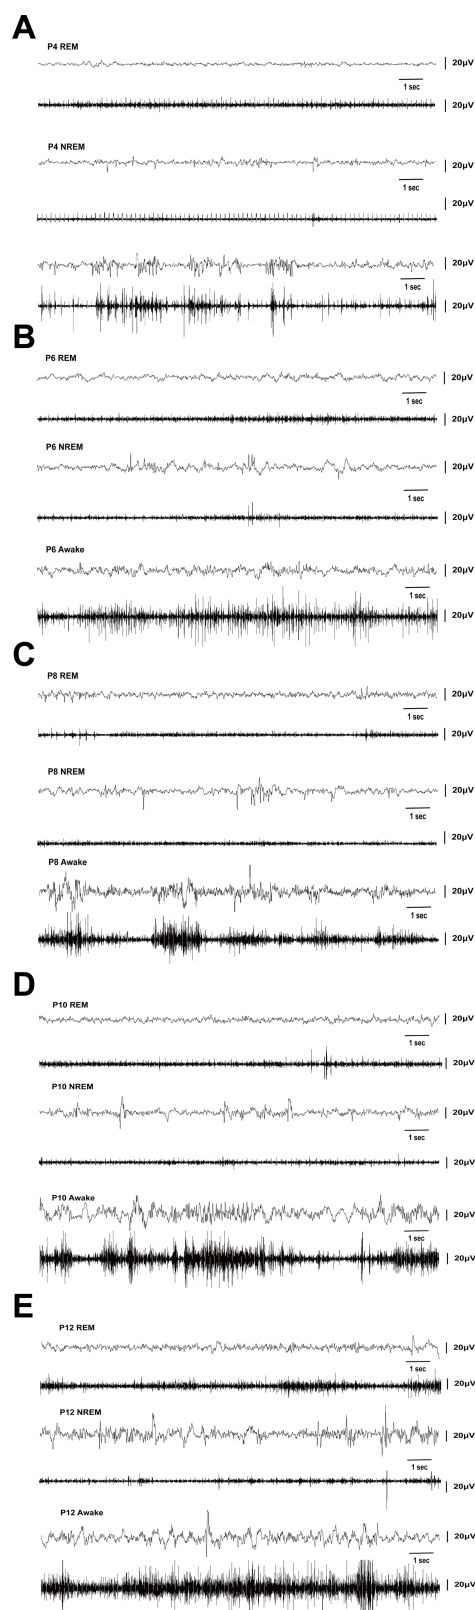 A
P4 REM
20μV
1 sec
20μV
P4 NREM
20μV
1 sec
20μV
20μV
1 sec
20μV
B
P6 REM
20μV
1 sec
20μV
P6 NREM
20μV
1 sec
20μV
P6 Awake
20μV
1 sec
20μV
C
P8 REM
20μV
1 sec
20μV
P8 NREM
20μV
1 sec
20μV
P8 Awake
20μV
1 sec
20μV
D
P10 REM
20μV
1 sec
20μV
P10 NREM
20μV
1 sec
20μV
P10 Awake
20μV
1 sec
20μV
E
P12 REM
20μV
1 sec
20μV
P12 NREM
20μV
1 sec
20μV
P12 Awake
20μV
1 sec
20μV